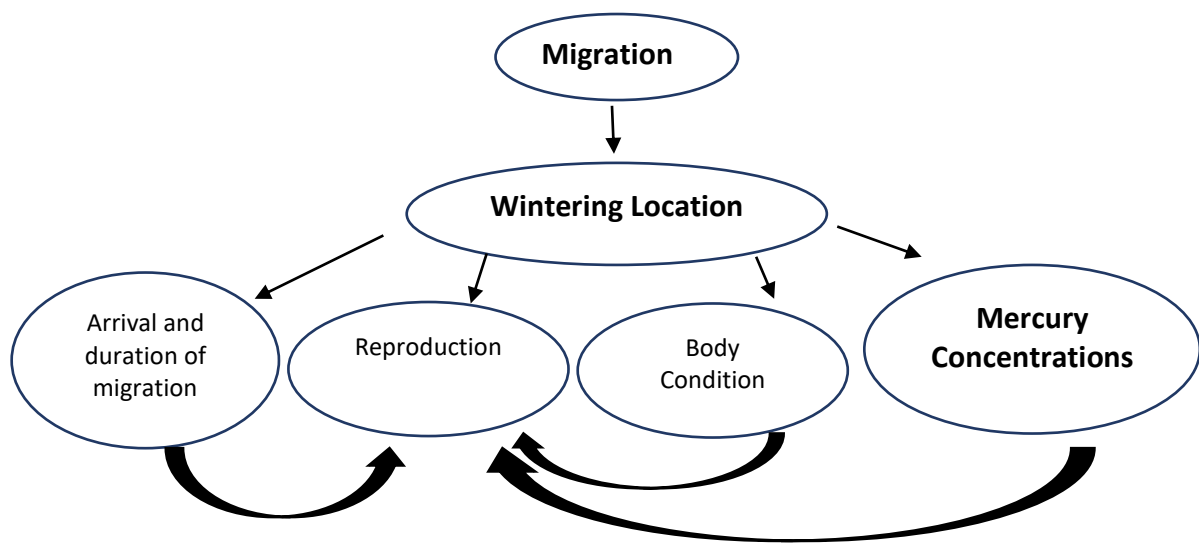 Migration
Wintering Location
Arrival and
duration of
migration
Reproduction
Body
Condition
Mercury
Concentrations